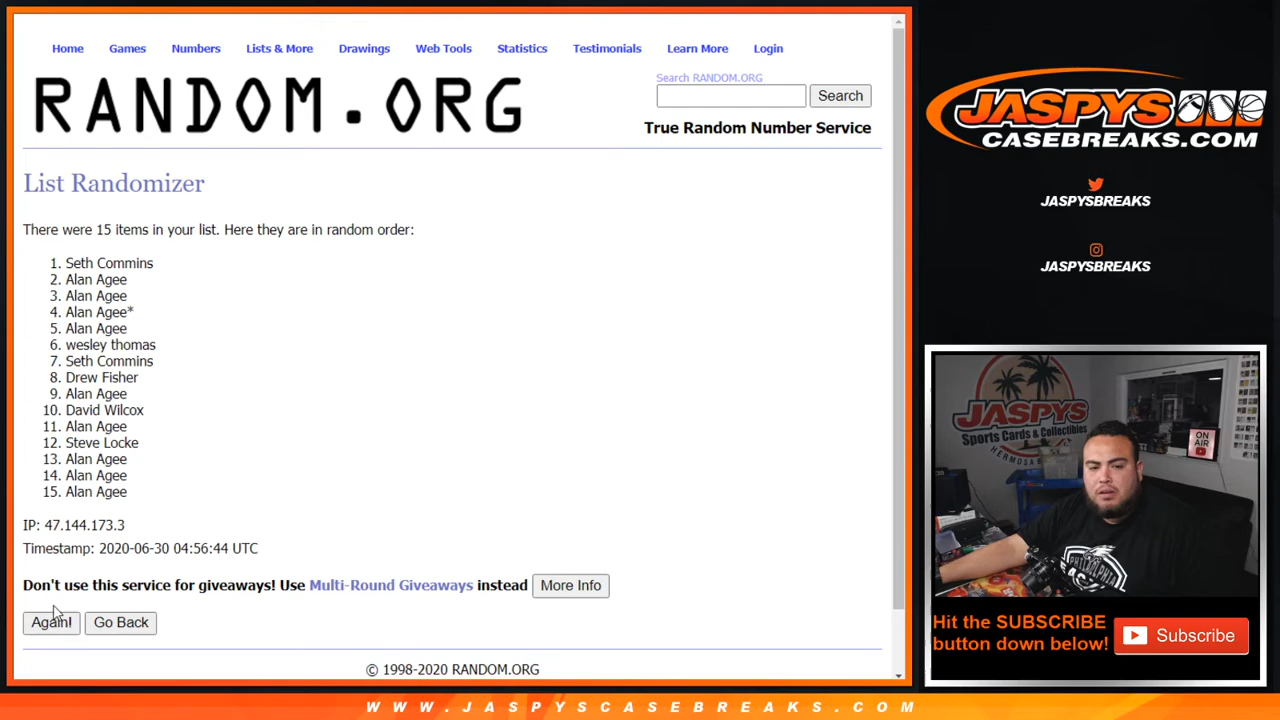 Home Games Numbers Lists & More Drawings Web Tools Statistics Testimonials Learn More Login
RANDOM.ORG
Search RANDOM.ORG
Search
True Random Number Service
List Randomizer
There were 15 items in your list. Here they are in random order:
1. Seth Commins
2. Alan Agee
3. Alan Agee
4. Alan Agee*
5. Alan Agee
6. wesley thomas
7. Seth Commins
8. Drew Fisher
9. Alan Agee
10. David Wilcox
11. Alan Agee
12. Steve Locke
13. Alan Agee
14. Alan Agee
15. Alan Agee
IP: 47.144.173.3
Timestamp: 2020-06-30 04:56:44 UTC
Don't use this service for giveaways! Use Multi-Round Giveaways instead More Info
Again! Go Back
© 1998-2020 RANDOM.ORG
JASPYS
CASEBREAKS.COM
JASPYSBREAKS
JASPYSBREAKS
JASPYS
Sports Cards & Collectibles
HERMOSA
ON
AIR
PHILADELPHIA
Hit the SUBSCRIBE
button down below!
Subscribe
WWW.JASPYSCASEBREAKS.COM